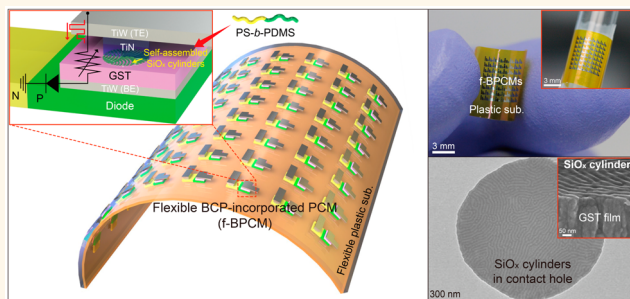 TiW (TE)
TiN
Self-assembled
SiOₓ cylinders
GST
TiW (BE)
N
P
Diode
PS-b-PDMS
Flexible BCP-incorporated PCM
(f-BPCM)
Flexible plastic sub.
f-BPCMs
Plastic sub.
3 mm
3 mm
SiOₓ cylinder
GST film
50 nm
SiOₓ cylinders
in contact hole
300 nm